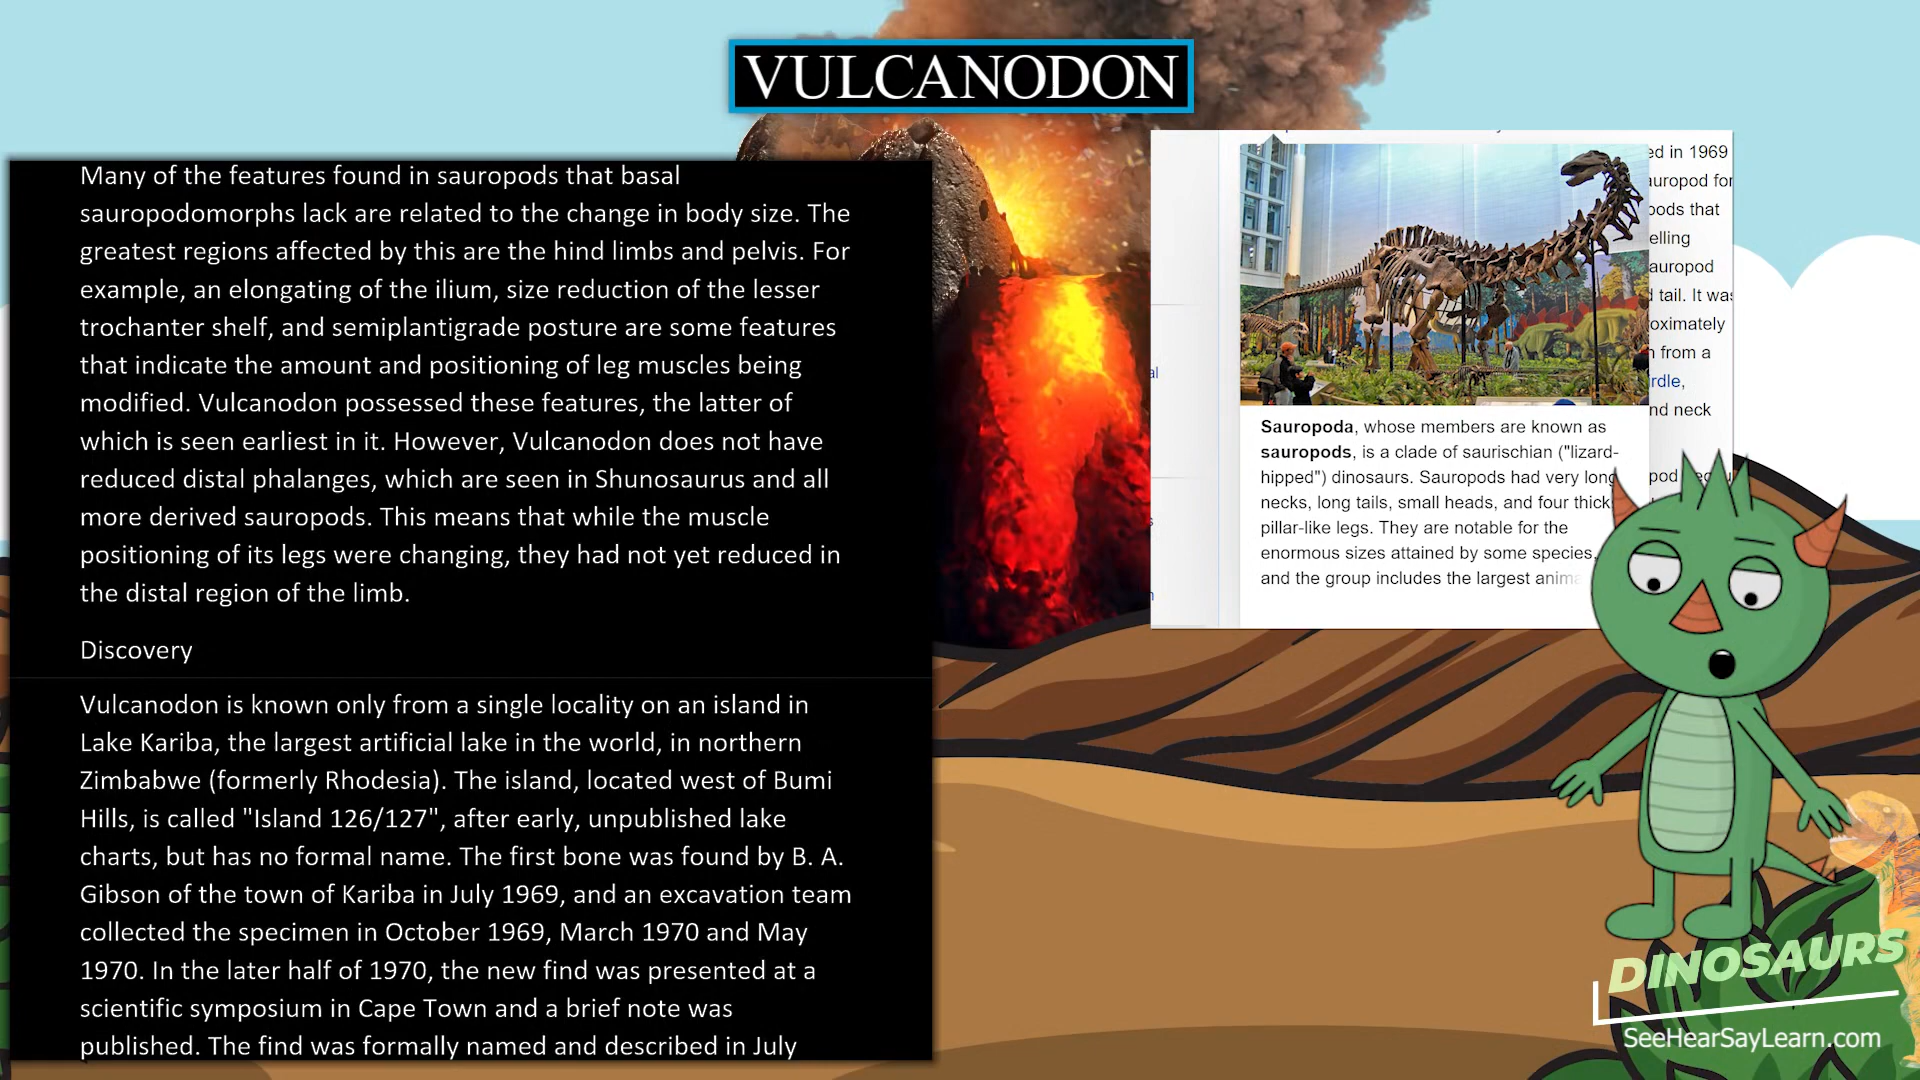 VULCANODON
Many of the features found in sauropods that basal
sauropodomorphs lack are related to the change in body size. The
greatest regions affected by this are the hind limbs and pelvis. For
example, an elongating of the ilium, size reduction of the lesser
trochanter shelf, and semiplantigrade posture are some features
that indicate the amount and positioning of leg muscles being
modified. Vulcanodon possessed these features, the latter of
which is seen earliest in it. However, Vulcanodon does not have
reduced distal phalanges, which are seen in Shunosaurus and all
more derived sauropods. This means that while the muscle
positioning of its legs were changing, they had not yet reduced in
the distal region of the limb.
Discovery
Vulcanodon is known only from a single locality on an island in
Lake Kariba, the largest artificial lake in the world, in northern
Zimbabwe (formerly Rhodesia). The island, located west of Bumi
Hills, is called "Island 126/127", after early, unpublished lake
charts, but has no formal name. The first bone was found by B. A.
Gibson of the town of Kariba in July 1969, and an excavation team
collected the specimen in October 1969, March 1970 and May
1970. In the later half of 1970, the new find was presented at a
scientific symposium in Cape Town and a brief note was
published. The find was formally named and described in July
Sauropoda, whose members are known as
sauropods, is a clade of saurischian ("lizard-
hipped") dinosaurs. Sauropods had very long
necks, long tails, small heads, and four thick
pillar-like legs. They are notable for the
enormous sizes attained by some species,
and the group includes the largest anima
ed in 1969
auropod for
pods that
elling
auropod
d tail. It was
oximately
n from a
rdle,
nd neck
DINOSAURS
SeeHearSayLearn.com